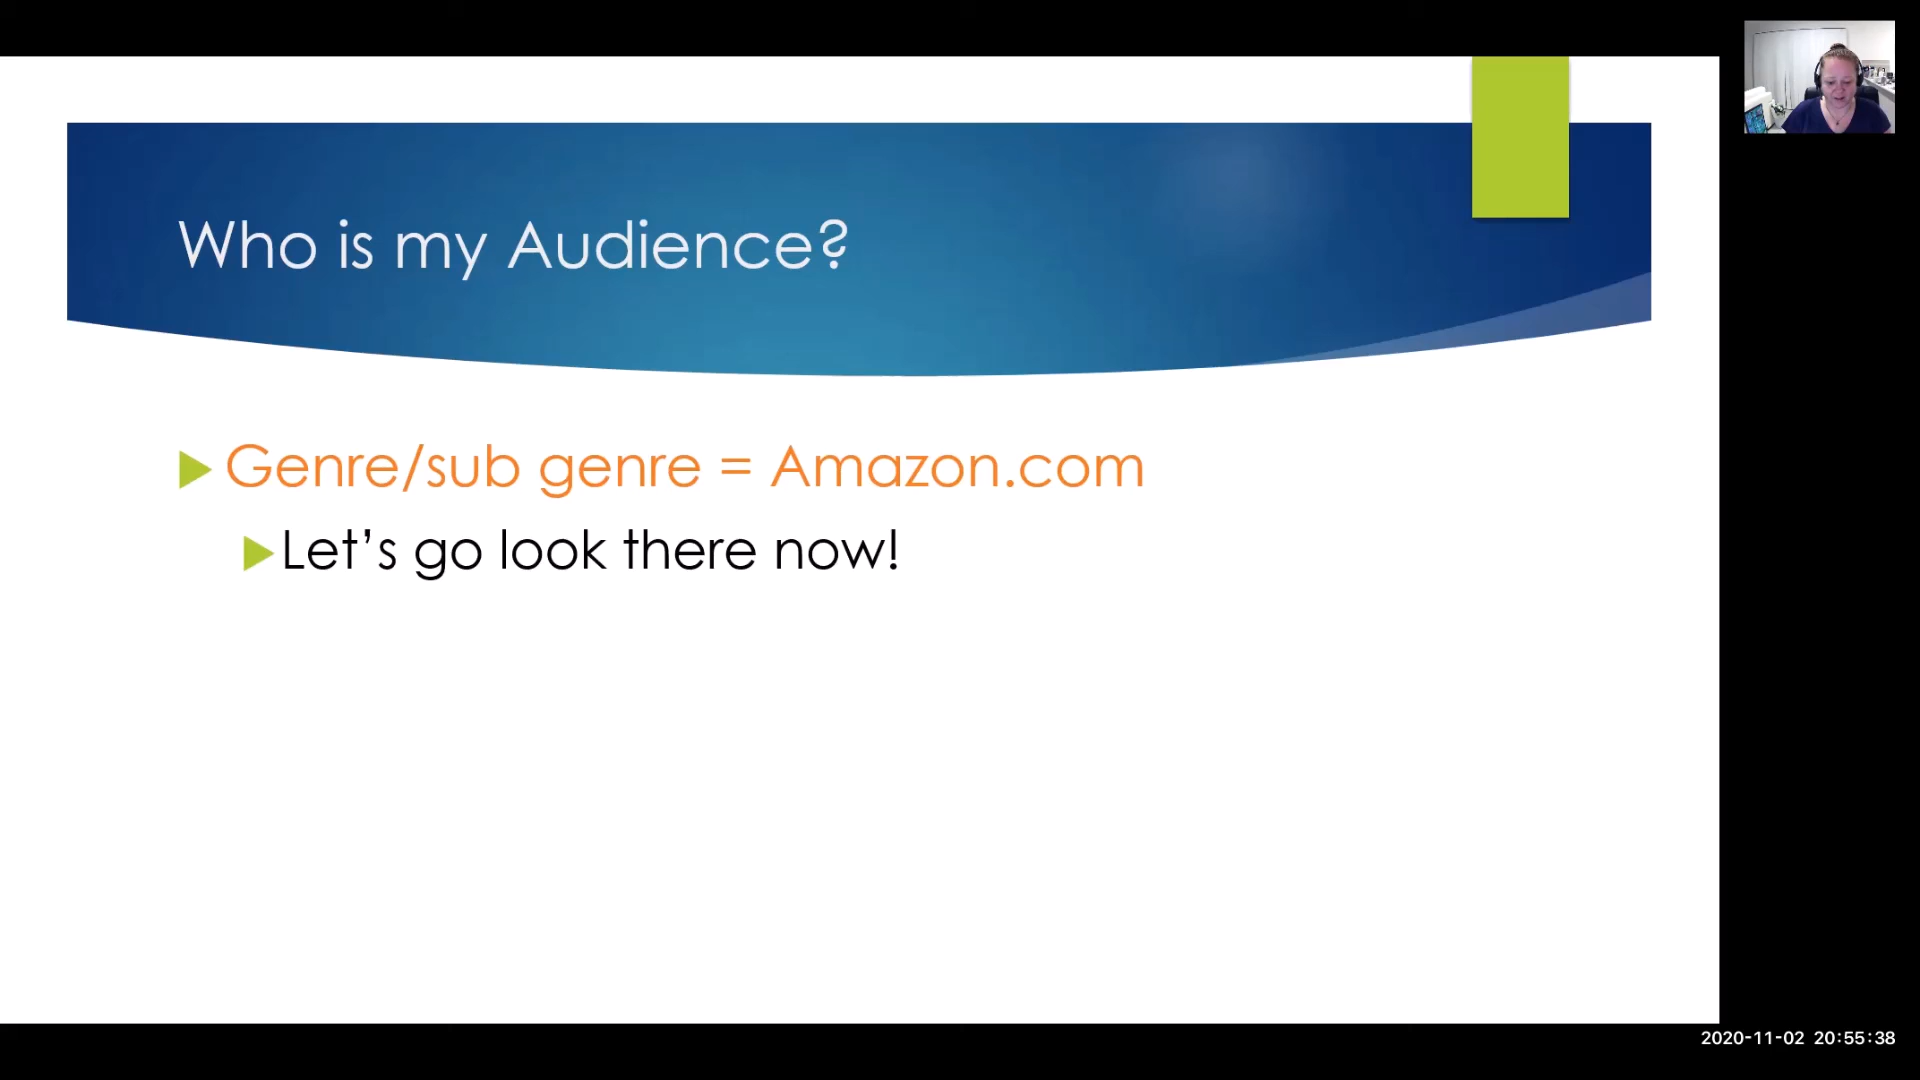 Who is my Audience?
Genre/sub genre = Amazon.com
Let’s go look there now!
2020-11-02 20:55:38